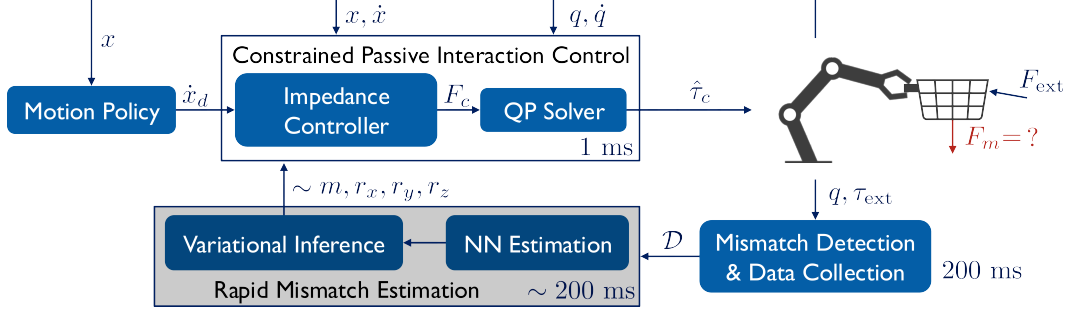 x
x, ẋ
q, q̇
Constrained Passive Interaction Control
Motion Policy
ẋ_d
Impedance
Controller
F_c
QP Solver
1 ms
τ̂_c
F_ext
F_m = ?
∼ m, r_x, r_y, r_z
q, τ_ext
Variational Inference
NN Estimation
Rapid Mismatch Estimation
∼ 200 ms
𝒟
Mismatch Detection
& Data Collection
200 ms